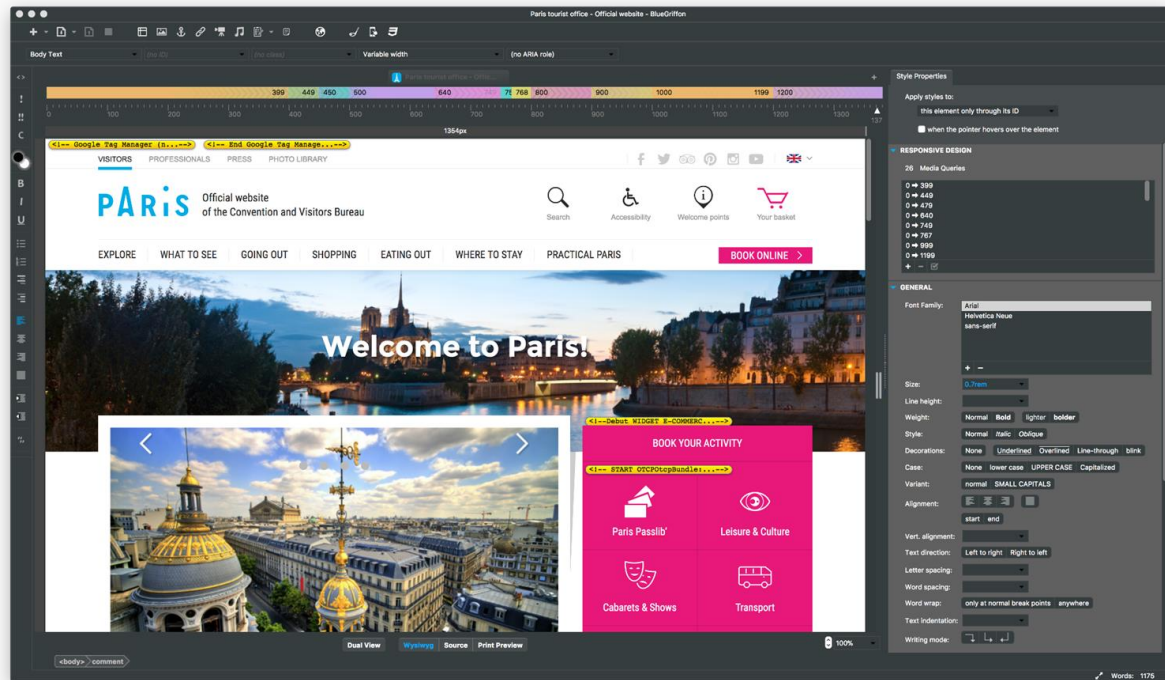 Paris tourist office - Official website - BlueGriffon
Body Text (no ID) (no class) Variable width (no ARIA role)
Paris tourist office - Offic...
399 449 450 500 640 768 800 900 1000 1199 1200
0 100 200 300 400 500 600 700 800 900 1000 1100 1200 1300 137
1354px
<!-- Google Tag Manager (n...--> <!-- End Google Tag Manage...-->
VISITORS PROFESSIONALS PRESS PHOTO LIBRARY
PARiS
Official website
of the Convention and Visitors Bureau
Search Accessibility Welcome points Your basket
EXPLORE WHAT TO SEE GOING OUT SHOPPING EATING OUT WHERE TO STAY PRACTICAL PARIS BOOK ONLINE
Welcome to Paris!
<!--Debut WIDGET E-COMMERC...-->
BOOK YOUR ACTIVITY
<!-- START OTCPOtcpBundle:...-->
Paris Passlib' Leisure & Culture
Cabarets & Shows Transport
Dual View Wysiwyg Source Print Preview
100%
<body> comment
Style Properties
Apply styles to:
this element only through its ID
when the pointer hovers over the element
RESPONSIVE DESIGN
26 Media Queries
0 ➡ 399
0 ➡ 449
0 ➡ 479
0 ➡ 640
0 ➡ 749
0 ➡ 767
0 ➡ 999
0 ➡ 1199
GENERAL
Font Family: Arial
Helvetica Neue
sans-serif
Size: 0.7rem
Line height:
Weight: Normal Bold lighter bolder
Style: Normal Italic Oblique
Decorations: None Underlined Overlined Line-through blink
Case: None lower case UPPER CASE Capitalized
Variant: normal SMALL CAPITALS
Alignment:
start end
Vert. alignment:
Text direction: Left to right Right to left
Letter spacing:
Word spacing:
Word wrap: only at normal break points anywhere
Text indentation:
Writing mode:
Words: 1175